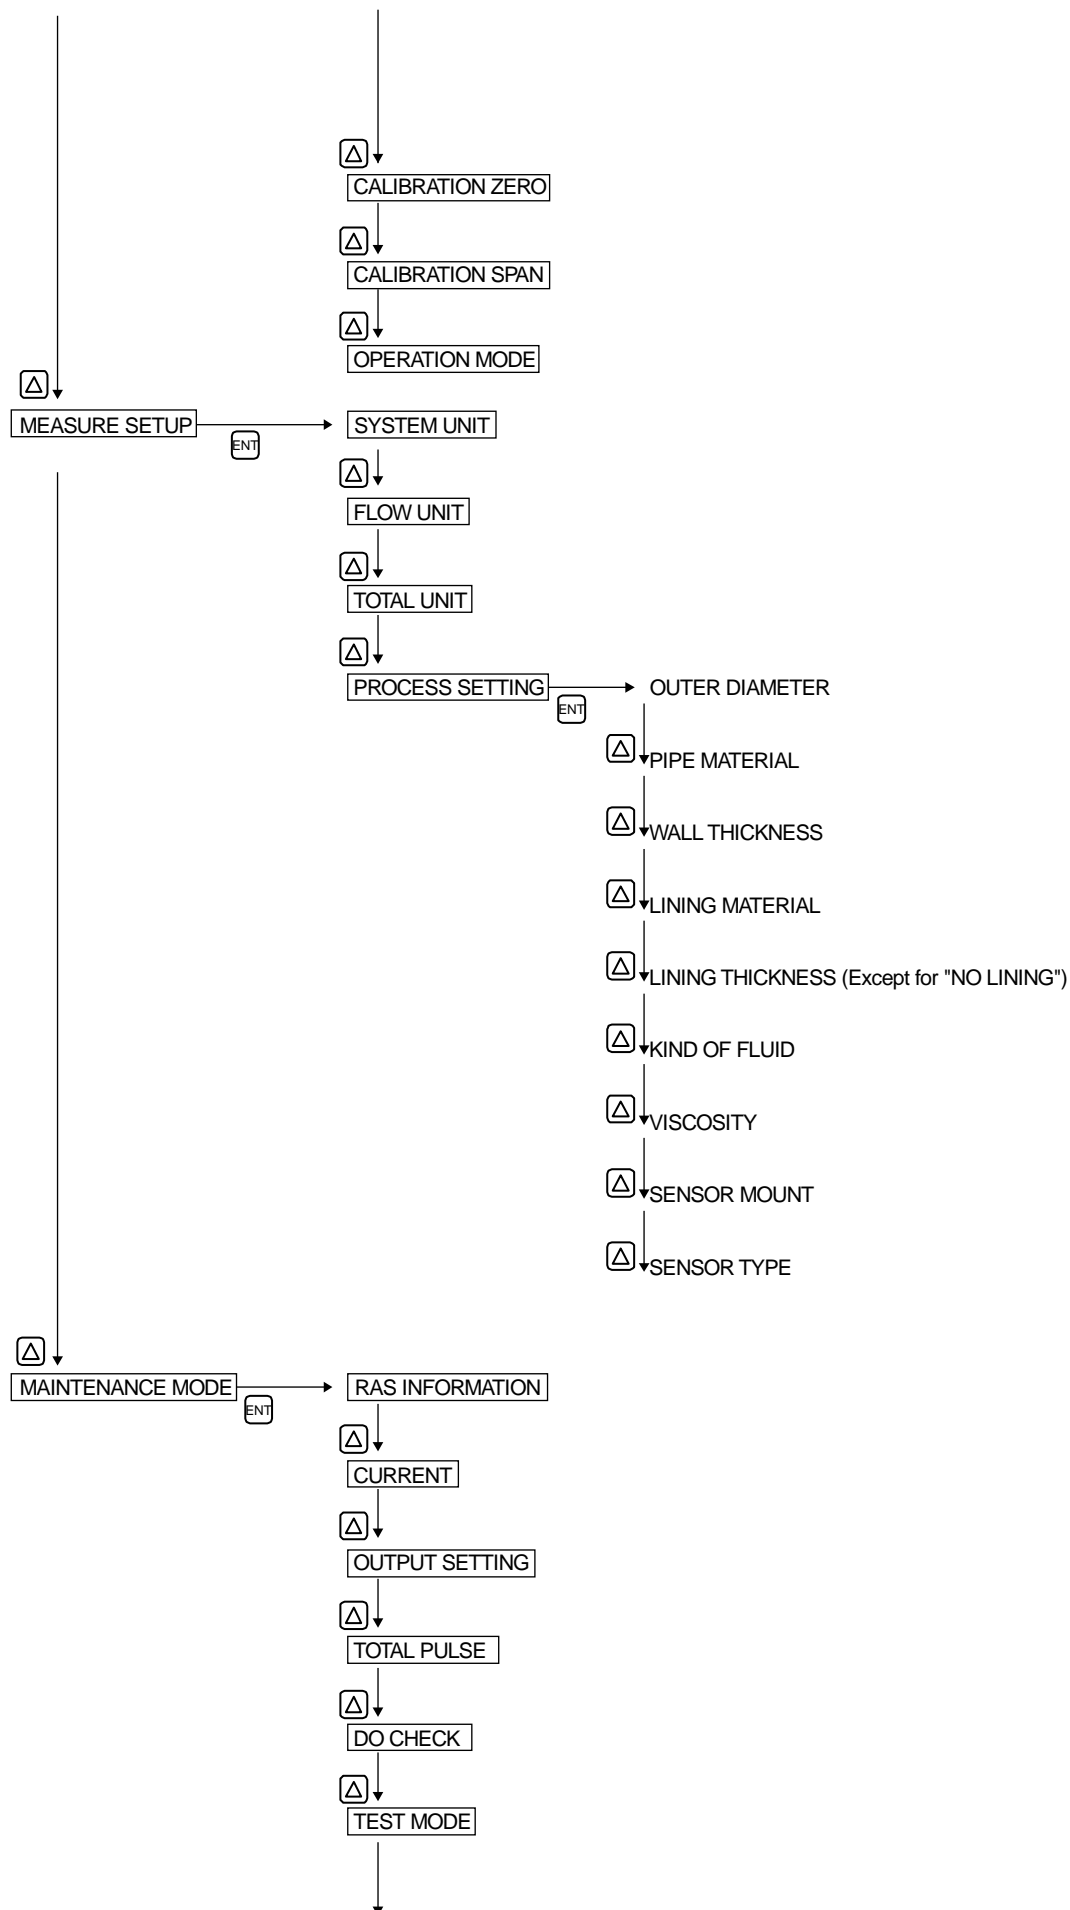 CALIBRATION ZERO
CALIBRATION SPAN
OPERATION MODE
MEASURE SETUP
ENT
SYSTEM UNIT
FLOW UNIT
TOTAL UNIT
PROCESS SETTING
ENT
OUTER DIAMETER
PIPE MATERIAL
WALL THICKNESS
LINING MATERIAL
LINING THICKNESS (Except for "NO LINING")
KIND OF FLUID
VISCOSITY
SENSOR MOUNT
SENSOR TYPE
MAINTENANCE MODE
ENT
RAS INFORMATION
CURRENT
OUTPUT SETTING
TOTAL PULSE
DO CHECK
TEST MODE